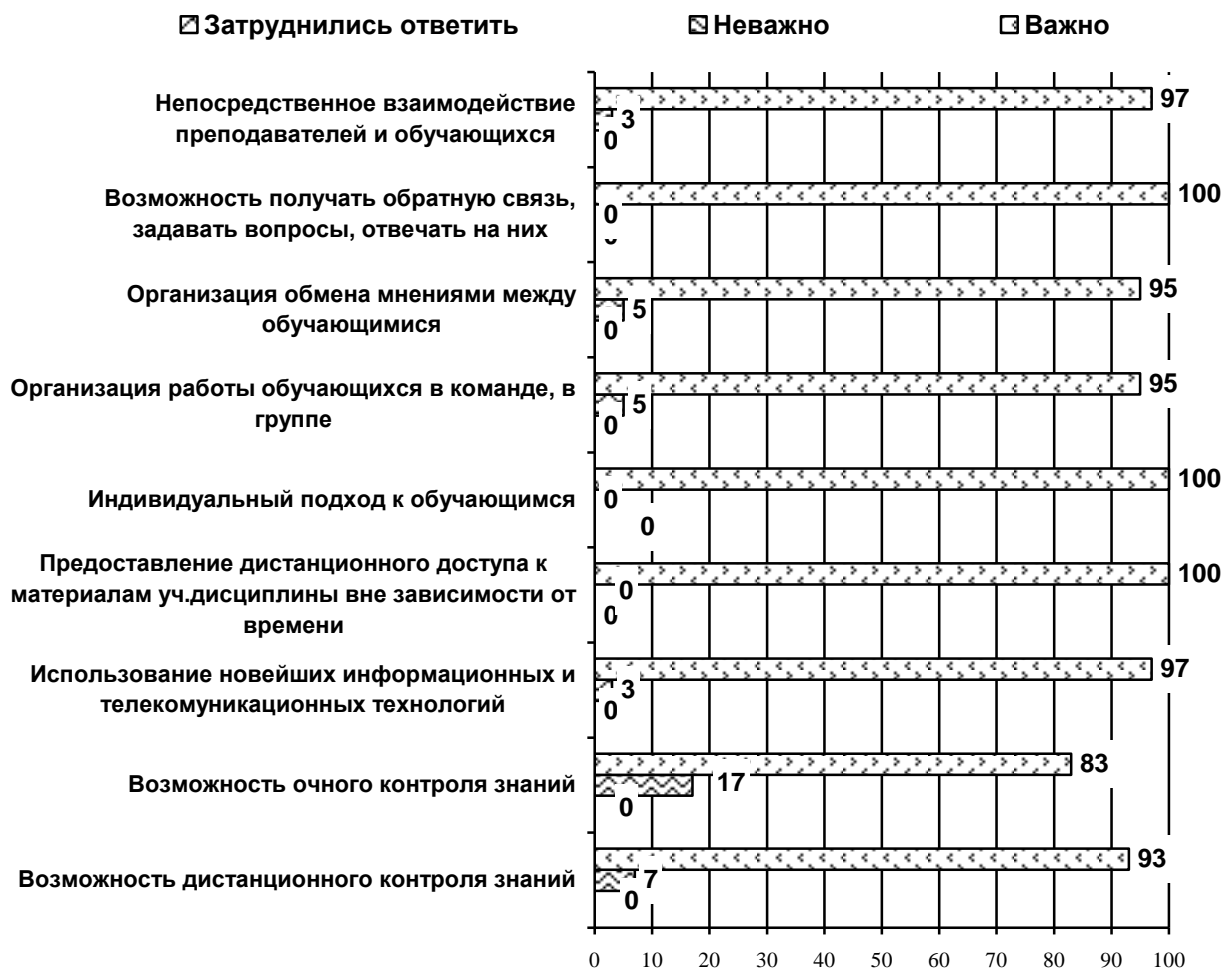 Затруднились ответить Неважно Важно
Непосредственное взаимодействие
преподавателей и обучающихся
97
3
0
Возможность получать обратную связь,
задавать вопросы, отвечать на них
100
0
Организация обмена мнениями между
обучающимися
95
5
0
Организация работы обучающихся в команде, в
группе
95
5
0
Индивидуальный подход к обучающимся
100
0
0
Предоставление дистанционного доступа к
материалам уч.дисциплины вне зависимости от
времени
100
0
0
Использование новейших информационных и
телекомуникационных технологий
97
3
0
Возможность очного контроля знаний
83
17
0
Возможность дистанционного контроля знаний
93
7
0
0 10 20 30 40 50 60 70 80 90 100